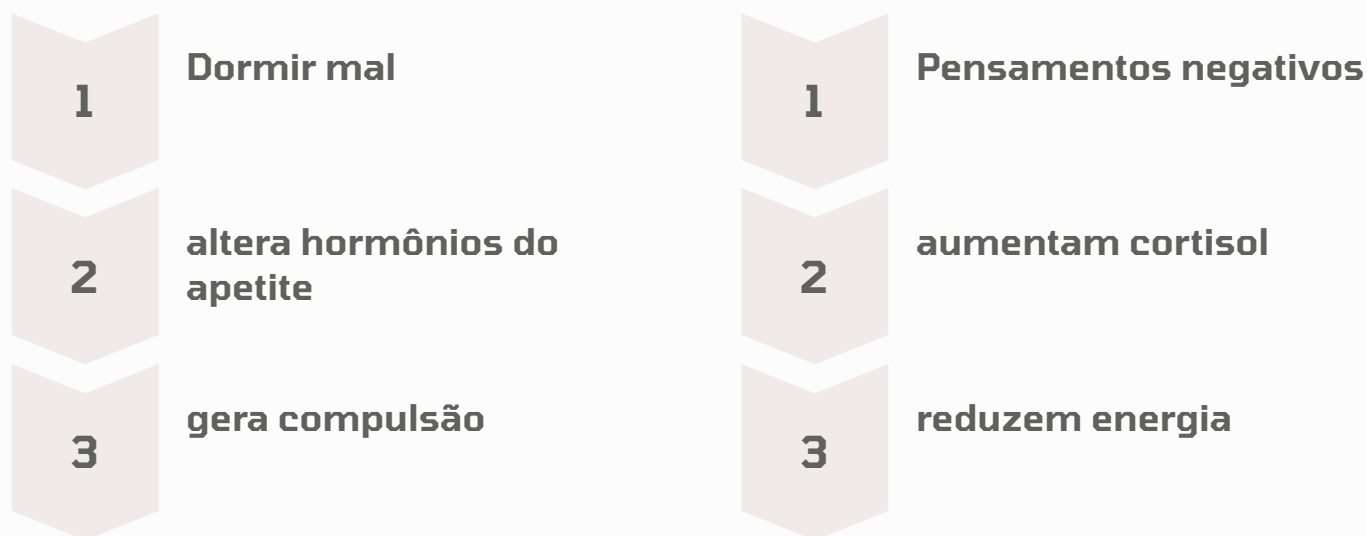 1
Dormir mal
2
altera hormônios do
apetite
3
gera compulsão
1
Pensamentos negativos
2
aumentam cortisol
3
reduzem energia